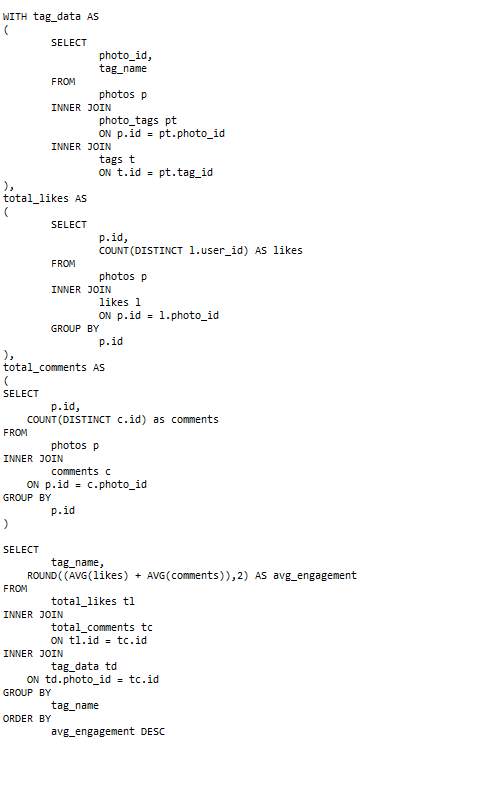 WITH tag_data AS
(
SELECT
photo_id,
tag_name
FROM
photos p
INNER JOIN
photo_tags pt
ON p.id = pt.photo_id
INNER JOIN
tags t
ON t.id = pt.tag_id
),
total_likes AS
(
SELECT
p.id,
COUNT(DISTINCT l.user_id) AS likes
FROM
photos p
INNER JOIN
likes l
ON p.id = l.photo_id
GROUP BY
p.id
),
total_comments AS
(
SELECT
p.id,
COUNT(DISTINCT c.id) as comments
FROM
photos p
INNER JOIN
comments c
ON p.id = c.photo_id
GROUP BY
p.id
)
SELECT
tag_name,
ROUND((AVG(likes) + AVG(comments)),2) AS avg_engagement
FROM
total_likes tl
INNER JOIN
total_comments tc
ON tl.id = tc.id
INNER JOIN
tag_data td
ON td.photo_id = tc.id
GROUP BY
tag_name
ORDER BY
avg_engagement DESC